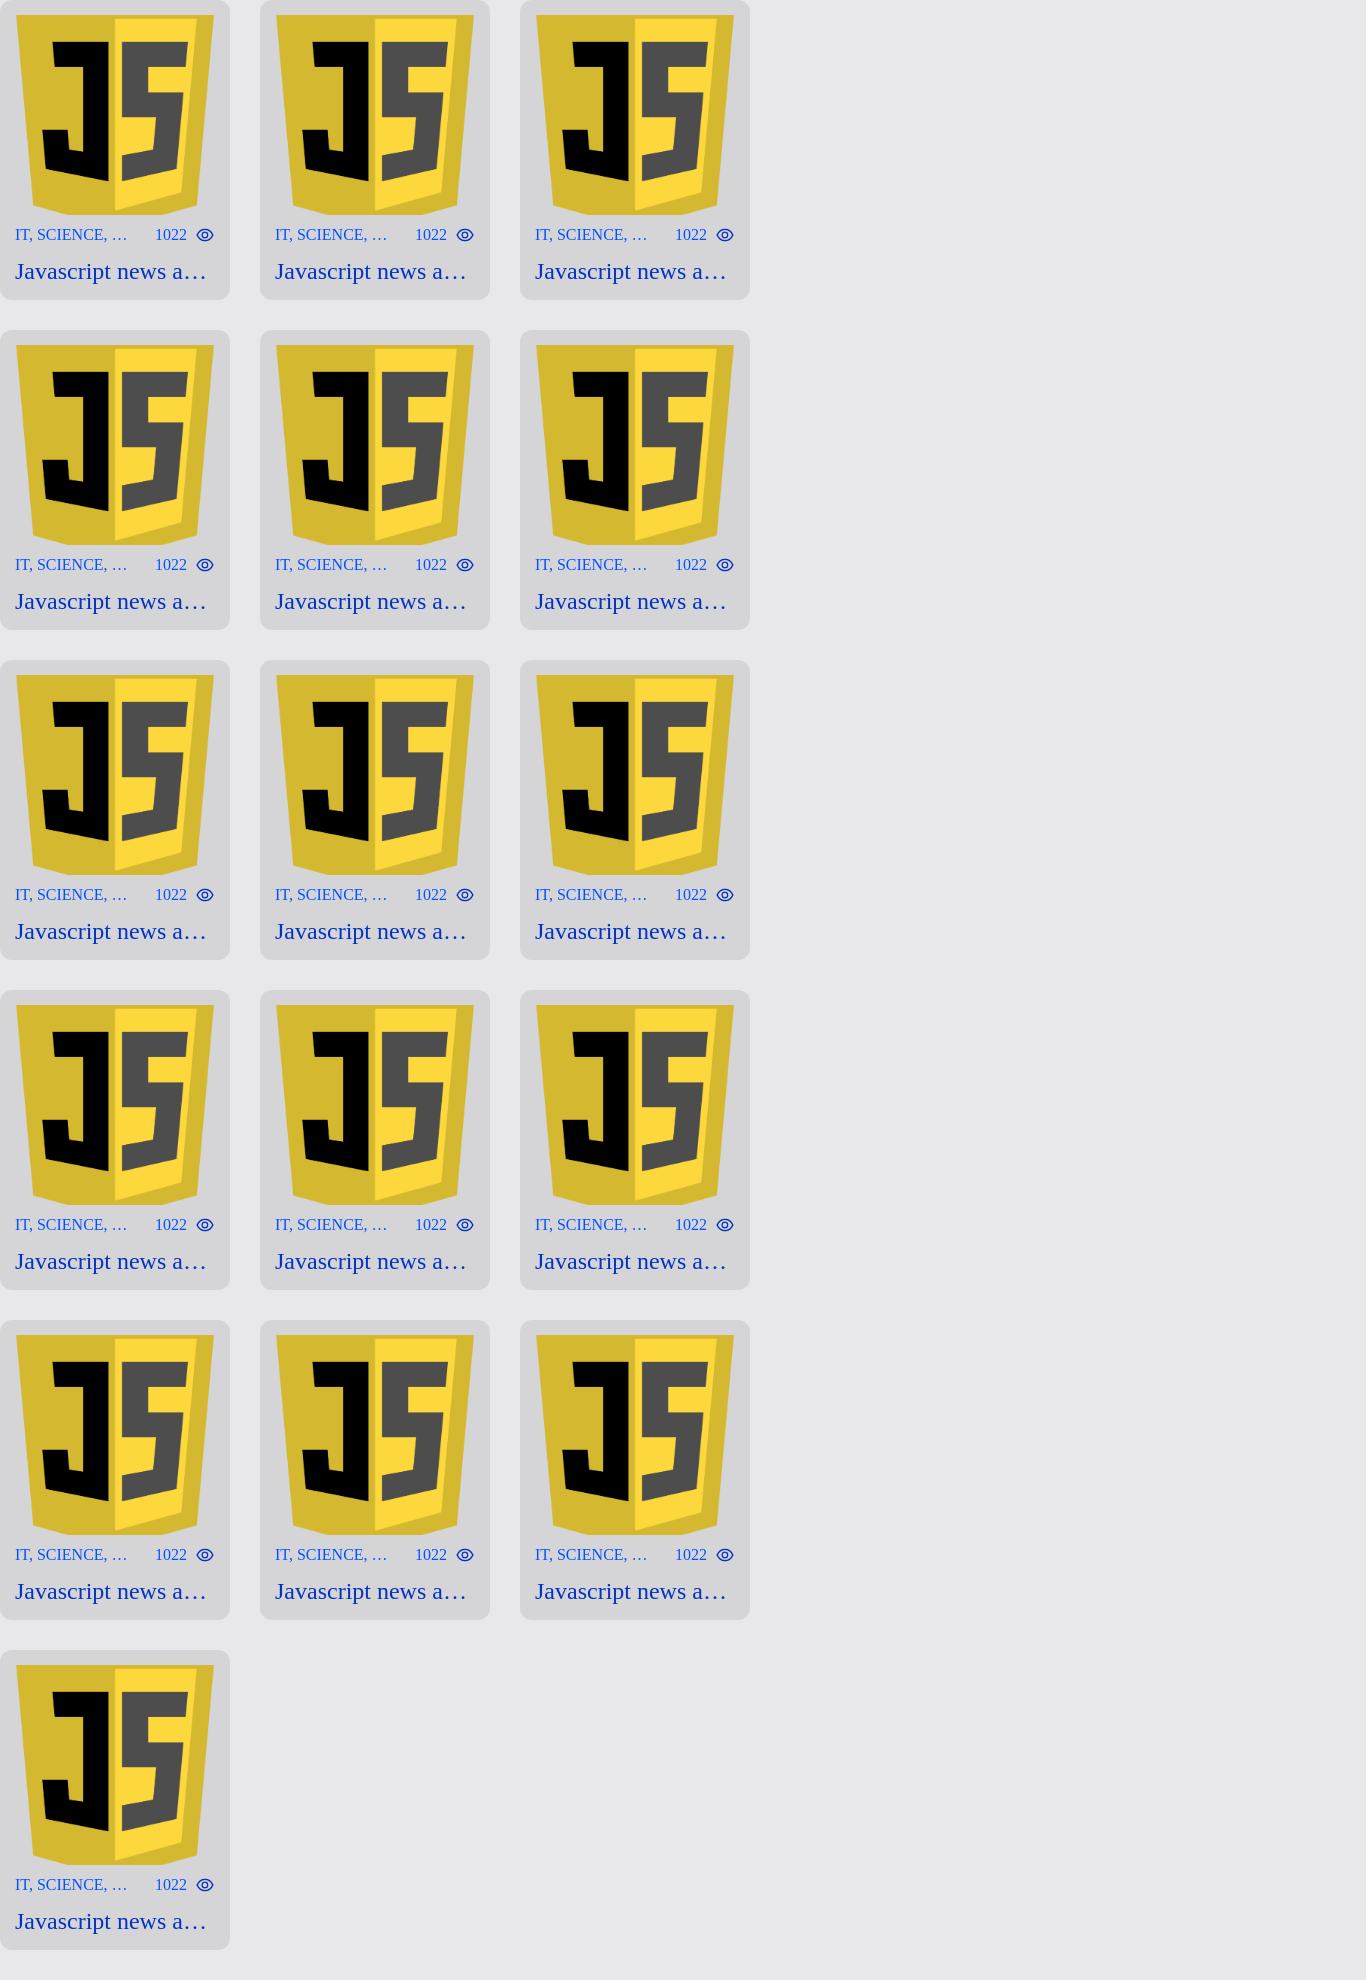 JS JS JS
IT, SCIENCE, … 1022 IT, SCIENCE, … 1022 IT, SCIENCE, … 1022
Javascript news a… Javascript news a… Javascript news a…
JS JS JS
IT, SCIENCE, … 1022 IT, SCIENCE, … 1022 IT, SCIENCE, … 1022
Javascript news a… Javascript news a… Javascript news a…
JS JS JS
IT, SCIENCE, … 1022 IT, SCIENCE, … 1022 IT, SCIENCE, … 1022
Javascript news a… Javascript news a… Javascript news a…
JS JS JS
IT, SCIENCE, … 1022 IT, SCIENCE, … 1022 IT, SCIENCE, … 1022
Javascript news a… Javascript news a… Javascript news a…
JS JS JS
IT, SCIENCE, … 1022 IT, SCIENCE, … 1022 IT, SCIENCE, … 1022
Javascript news a… Javascript news a… Javascript news a…
JS
IT, SCIENCE, … 1022
Javascript news a…